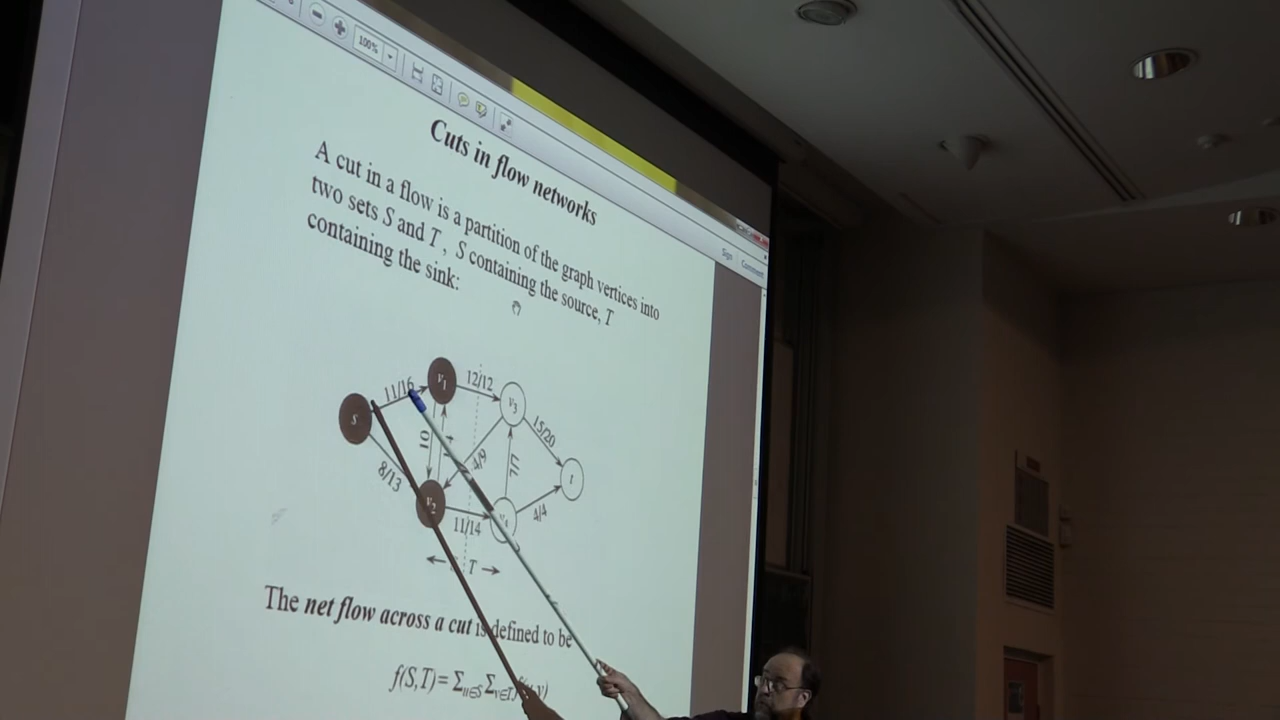 100%
Sign
Comment
Cuts in flow networks
A cut in a flow is a partition of the graph vertices into
two sets S and T , S containing the source, T
containing the sink:
11/16
v1
12/12
v3
15/20
s
10
4/9
7/7
t
8/13
v2
11/14
v4
4/4
T
The net flow across a cut is defined to be
f(S,T) = Σu∈S Σv∈T